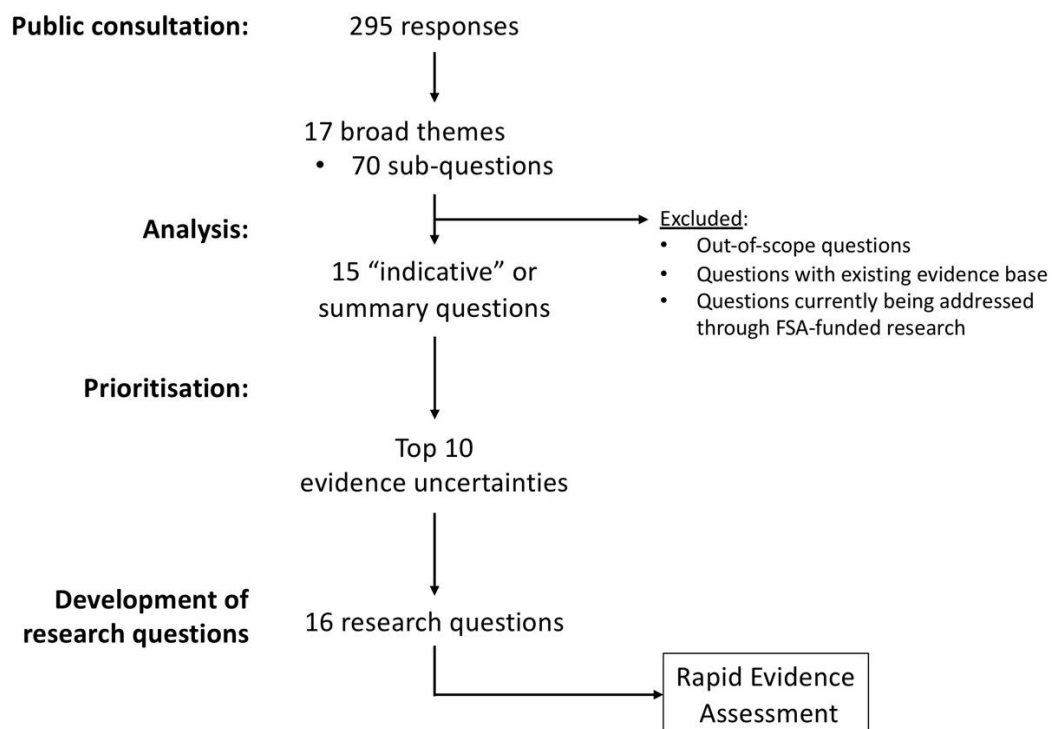 Public consultation: 295 responses
17 broad themes
• 70 sub-questions
Analysis:
Excluded:
• Out-of-scope questions
• Questions with existing evidence base
• Questions currently being addressed
through FSA-funded research
15 “indicative” or
summary questions
Prioritisation:
Top 10
evidence uncertainties
Development of
research questions
16 research questions
Rapid Evidence
Assessment